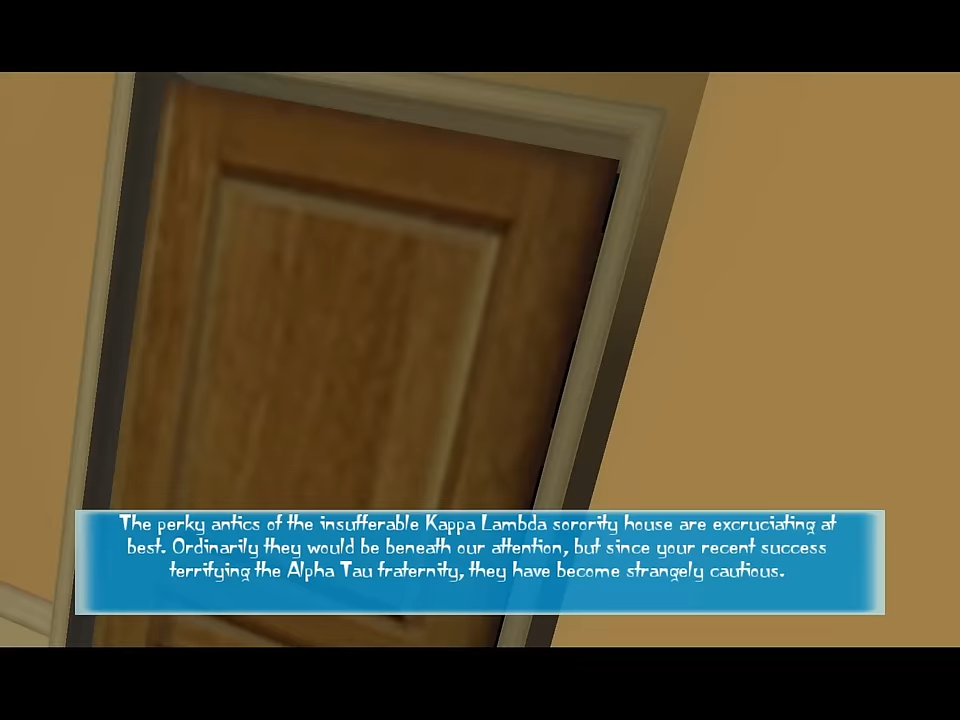 The perky antics of the insufferable Kappa Lambda sorority house are excruciating at
best. Ordinarily they would be beneath our attention, but since your recent success
terrifying the Alpha Tau fraternity, they have become strangely cautious.